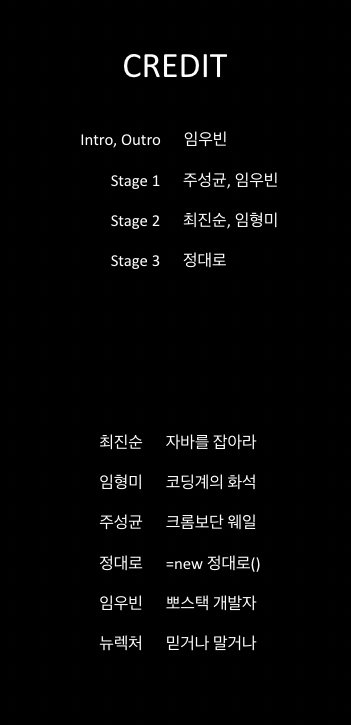 CREDIT
Intro, Outro 임우빈
Stage 1 주성균, 임우빈
Stage 2 최진순, 임형미
Stage 3 정대로
최진순 자바를 잡아라
임형미 코딩계의 화석
주성균 크롬보단 웨일
정대로 =new 정대로()
임우빈 뽀스택 개발자
뉴렉처 믿거나 말거나